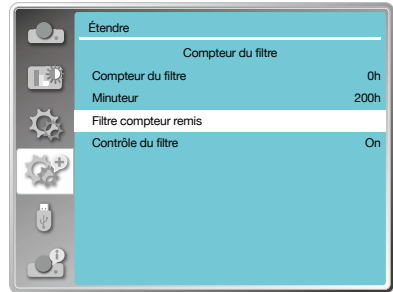 Étendre
Compteur du filtre
Compteur du filtre 0h
Minuteur 200h
Filtre compteur remis
Contrôle du filtre On